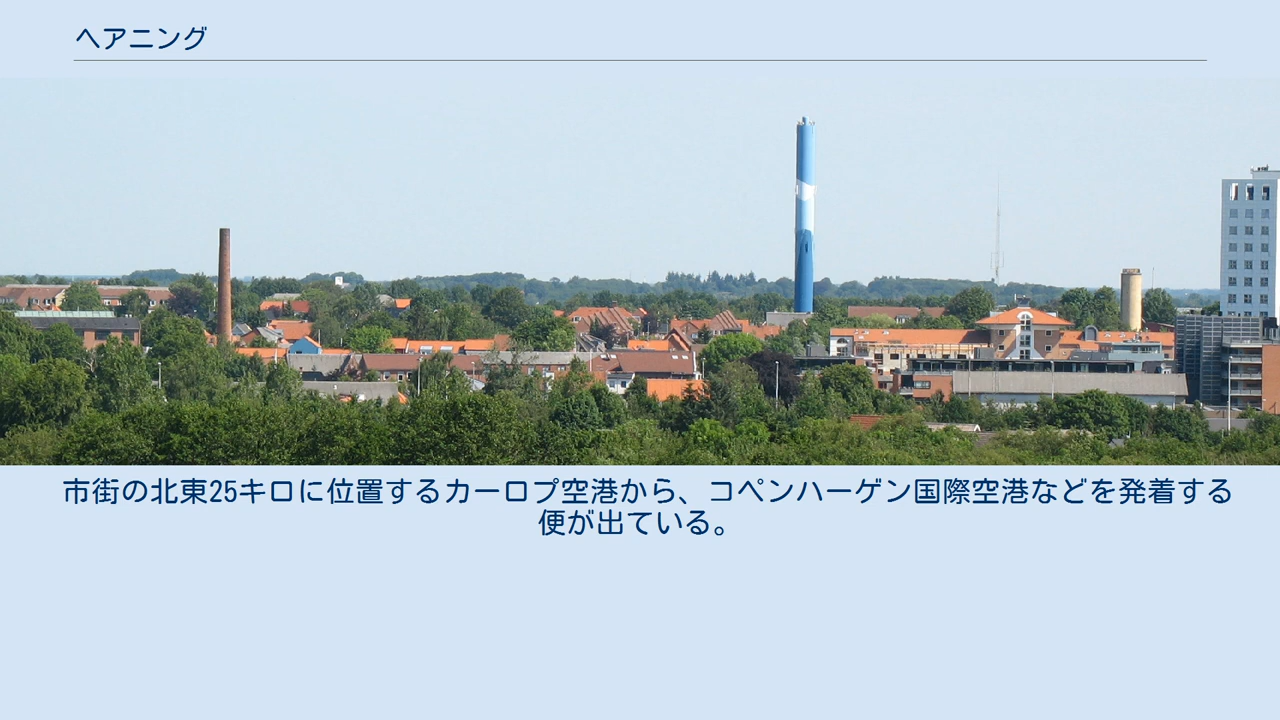 ヘアニング
市街の北東25キロに位置するカーロプ空港から、コペンハーゲン国際空港などを発着する
便が出ている。